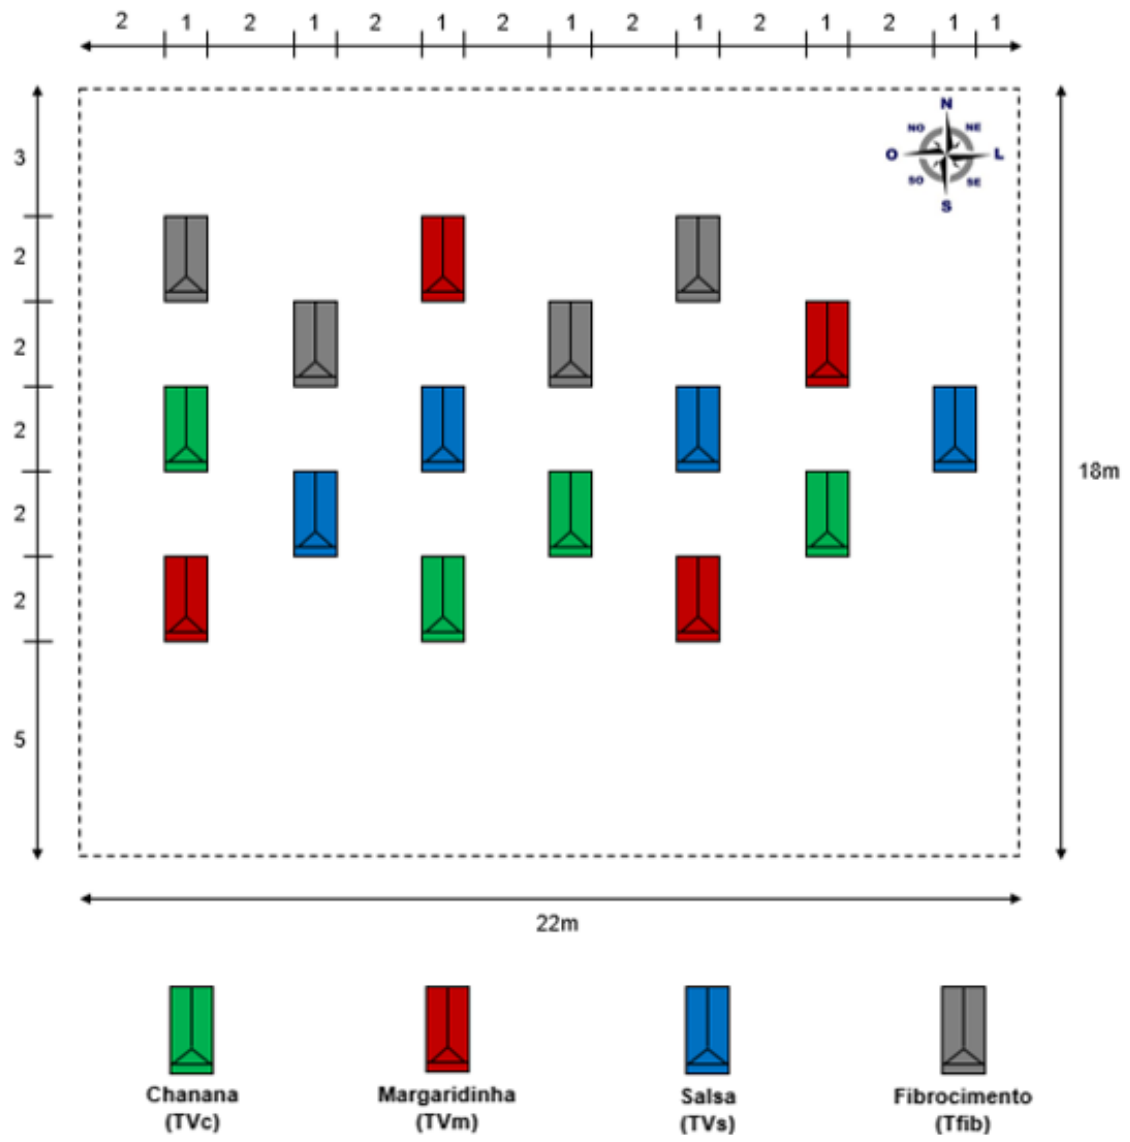 2 1 2 1 2 1 2 1 2 1 2 1 2 1 1
N
NO NE
O L
SO SE
S
3
2
2
2
2
2
5
18m
22m
Chanana
(TVc)
Margaridinha
(TVm)
Salsa
(TVs)
Fibrocimento
(Tfib)